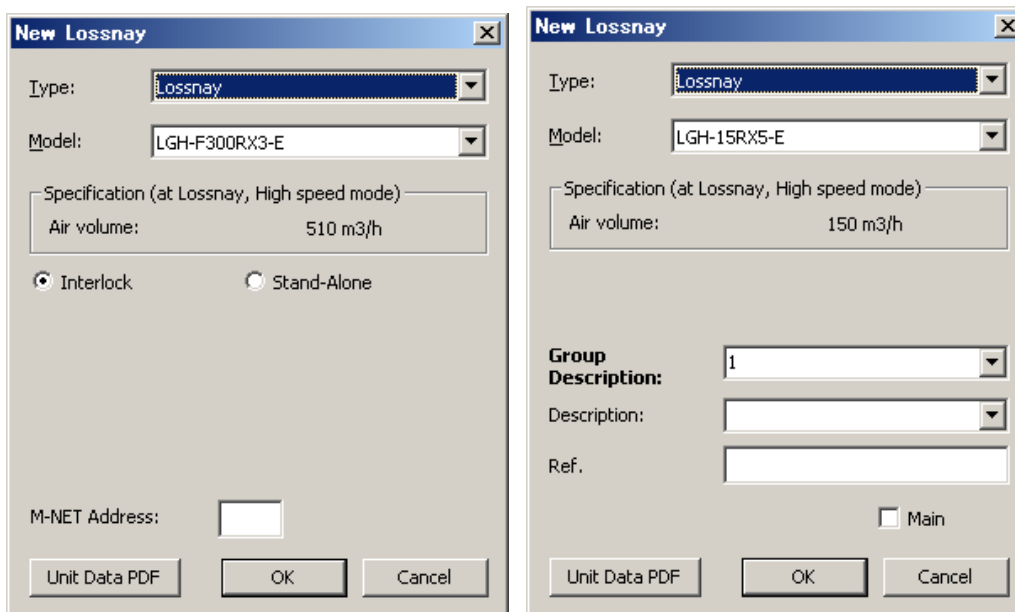 New Lossnay
Type: Lossnay
Model: LGH-F300RX3-E
Specification (at Lossnay, High speed mode)
Air volume: 510 m3/h
Interlock Stand-Alone
M-NET Address:
Unit Data PDF OK Cancel
New Lossnay
Type: Lossnay
Model: LGH-15RX5-E
Specification (at Lossnay, High speed mode)
Air volume: 150 m3/h
Group
Description: 1
Description:
Ref.
Main
Unit Data PDF OK Cancel